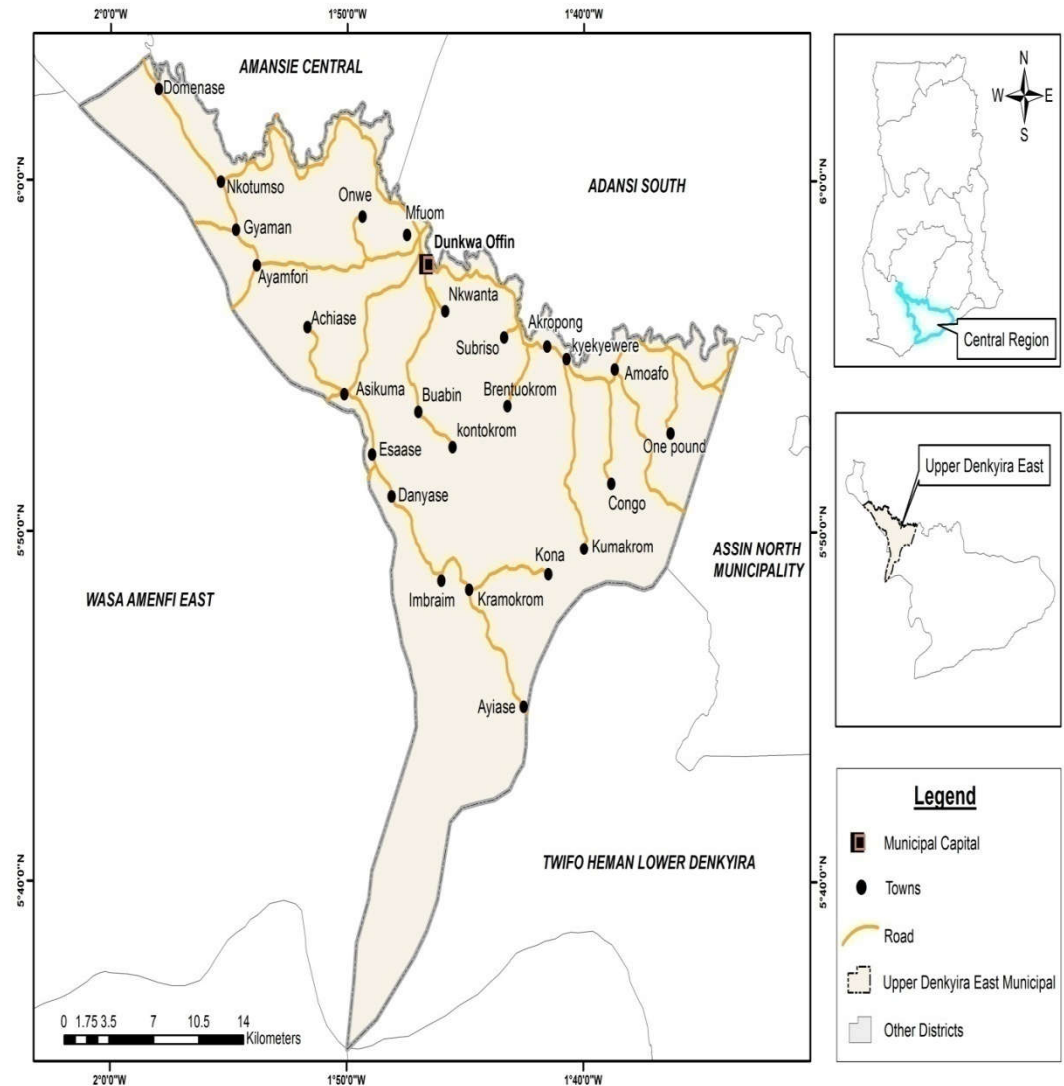 2°0'0"W 1°50'0"W 1°40'0"W
AMANSIE CENTRAL
Domenase
6°0'0"N
6°0'0"N
Nkotumso
ADANSI SOUTH
Onwe
Mfuom
Gyaman
Dunkwa Offin
Ayamfori
Nkwanta
Achiase
Akropong
Subriso
kyekyewere
Amoafo
Asikuma
Buabin
Brentuokrom
kontokrom
One pound
Esaase
Danyase
Congo
5°50'0"N
5°50'0"N
Kumakrom
Kona
ASSIN NORTH
MUNICIPALITY
WASA AMENFI EAST
Imbraim
Kramokrom
Ayiase
TWIFO HEMAN LOWER DENKYIRA
5°40'0"N
5°40'0"N
0 1.75 3.5 7 10.5 14
Kilometers
2°0'0"W 1°50'0"W 1°40'0"W
N
W E
S
Central Region
Upper Denkyira East
Legend
Municipal Capital
Towns
Road
Upper Denkyira East Municipal
Other Districts